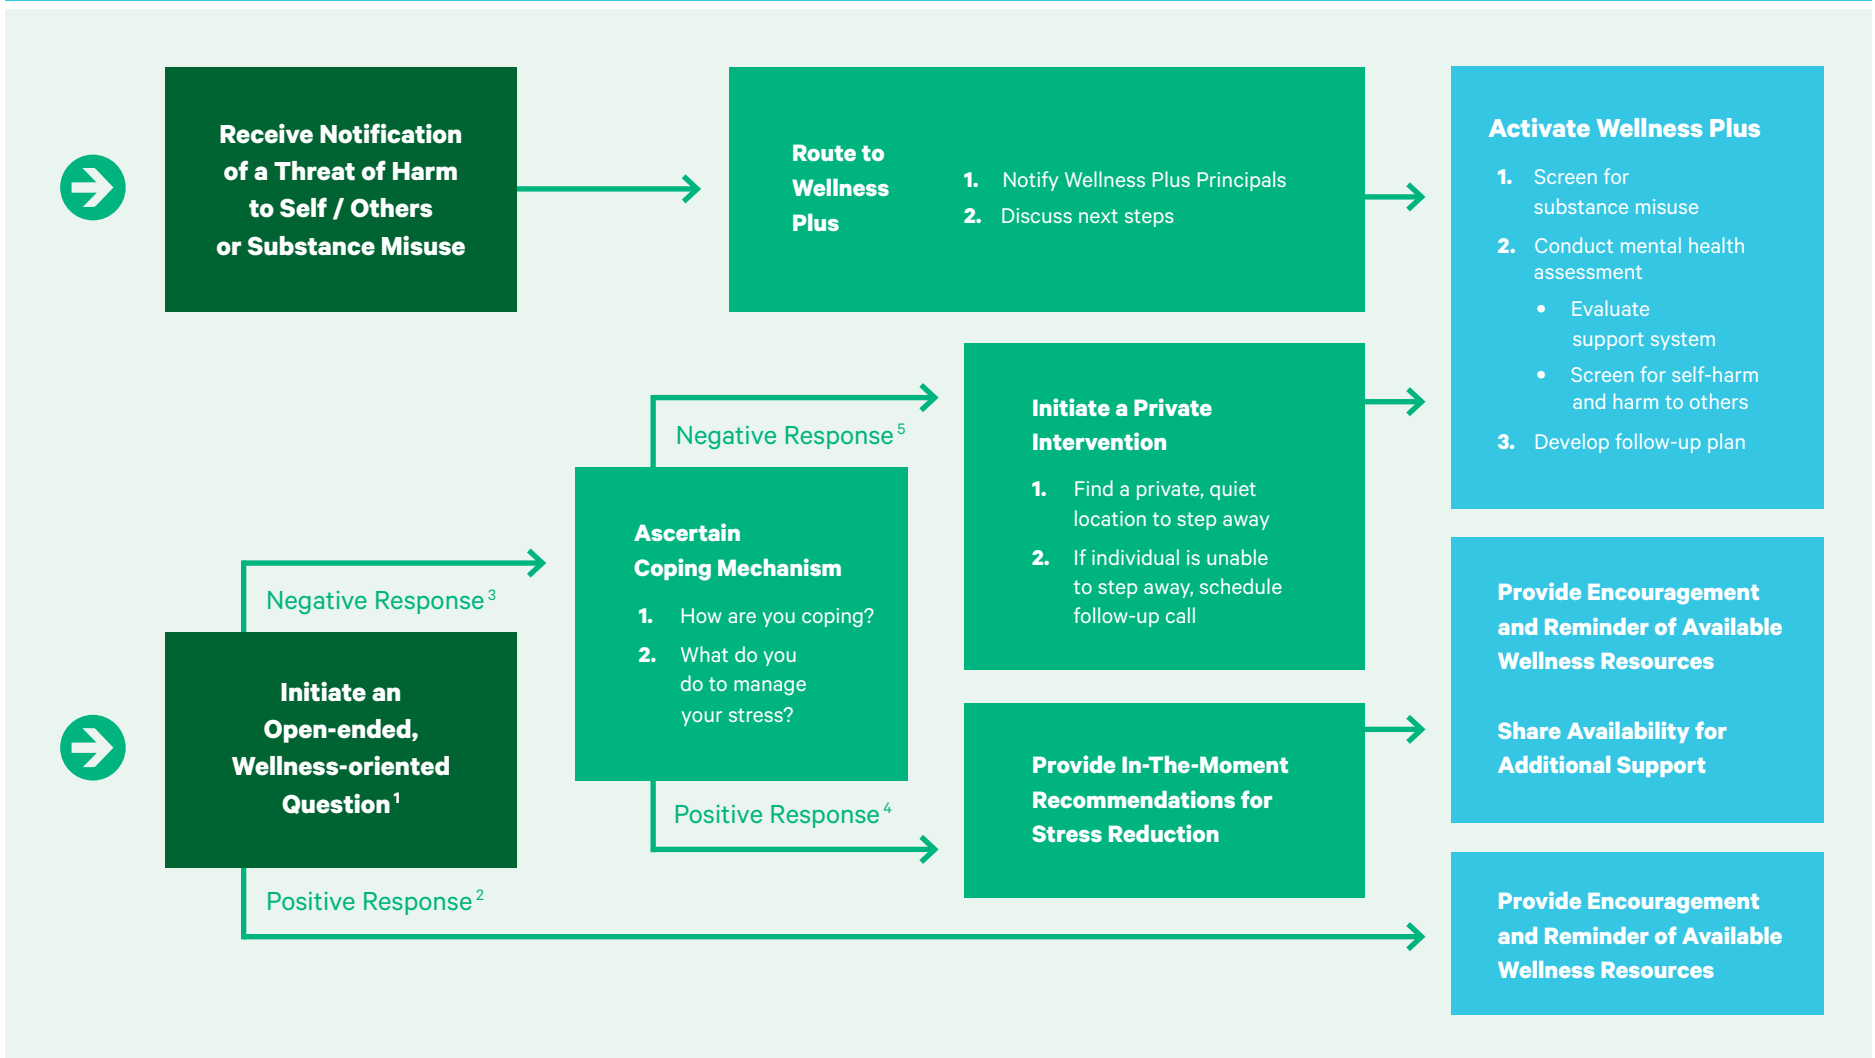 Receive Notification
of a Threat of Harm
to Self / Others
or Substance Misuse
Route to
Wellness
Plus
1. Notify Wellness Plus Principals
2. Discuss next steps
Activate Wellness Plus
1. Screen for
substance misuse
2. Conduct mental health
assessment
• Evaluate
support system
• Screen for self-harm
and harm to others
3. Develop follow-up plan
Initiate an
Open-ended,
Wellness-oriented
Question 1
Negative Response 3
Positive Response 2
Ascertain
Coping Mechanism
1. How are you coping?
2. What do you
do to manage
your stress?
Negative Response 5
Positive Response 4
Initiate a Private
Intervention
1. Find a private, quiet
location to step away
2. If individual is unable
to step away, schedule
follow-up call
Provide In-The-Moment
Recommendations for
Stress Reduction
Provide Encouragement
and Reminder of Available
Wellness Resources
Share Availability for
Additional Support
Provide Encouragement
and Reminder of Available
Wellness Resources